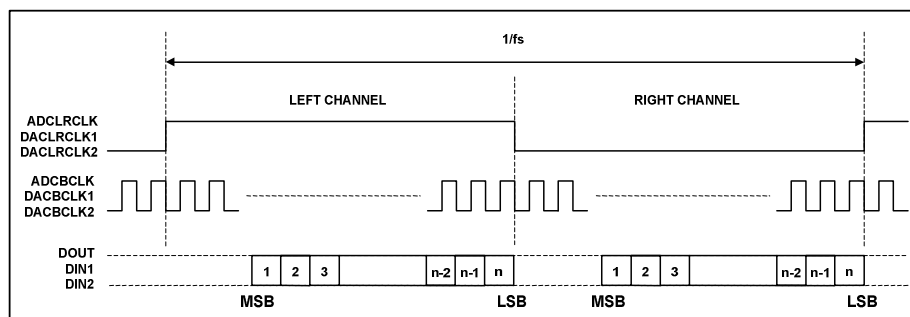 1/fs
LEFT CHANNEL
RIGHT CHANNEL
ADCLRCLK
DACLRCLK1
DACLRCLK2
ADCBCLK
DACBCLK1
DACBCLK2
DOUT
DIN1
DIN2
1 2 3 n-2 n-1 n 1 2 3 n-2 n-1 n
MSB LSB MSB LSB